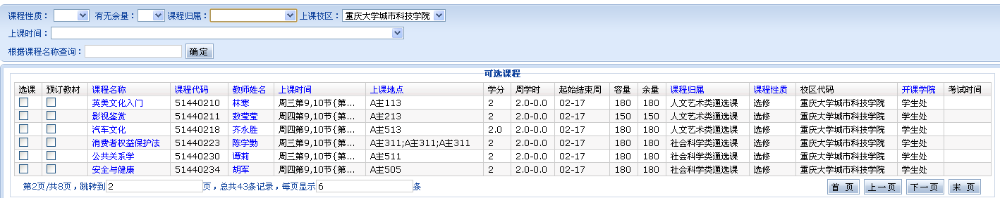 课程性质： 有无余量： 课程归属： 上课校区： 重庆大学城市科技学院
上课时间：
根据课程名称查询： 确定
可选课程
选课 预订教材 课程名称 课程代码 教师姓名 上课时间 上课地点 学分 周学时 起始结束周 容量 余量 课程归属 课程性质 校区代码 开课学院 考试时间
英美文化入门 51440210 林寒 周三第9,10节{第... A主113 2 2.0-0.0 02-17 180 180 人文艺术类通选课 选修 重庆大学城市科技学院 学生处
影视鉴赏 51440211 敖莹莹 周四第9,10节{第... A主213 2 2.0-0.0 02-17 150 150 人文艺术类通选课 选修 重庆大学城市科技学院 学生处
汽车文化 51440218 齐永胜 周四第9,10节{第... A主513 2.0 2.0-0.0 02-17 180 180 人文艺术类通选课 选修 重庆大学城市科技学院 学生处
消费者权益保护法 51440223 陈学勤 周三第9,10节{第... A主311;A主311;A主311 2 2.0-0.0 02-17 180 180 社会科学类通选课 选修 重庆大学城市科技学院 学生处
公共关系学 51440230 谭莉 周三第9,10节{第... A主511 2 2.0-0.0 02-17 180 180 社会科学类通选课 选修 重庆大学城市科技学院 学生处
安全与健康 51440234 胡军 周四第9,10节{第... A主505 2 2.0-0.0 02-17 180 180 社会科学类通选课 选修 重庆大学城市科技学院 学生处
第2页/共8页，跳转到 2 页，总共43条记录，每页显示 6 条 首 页 上一页 下一页 末 页